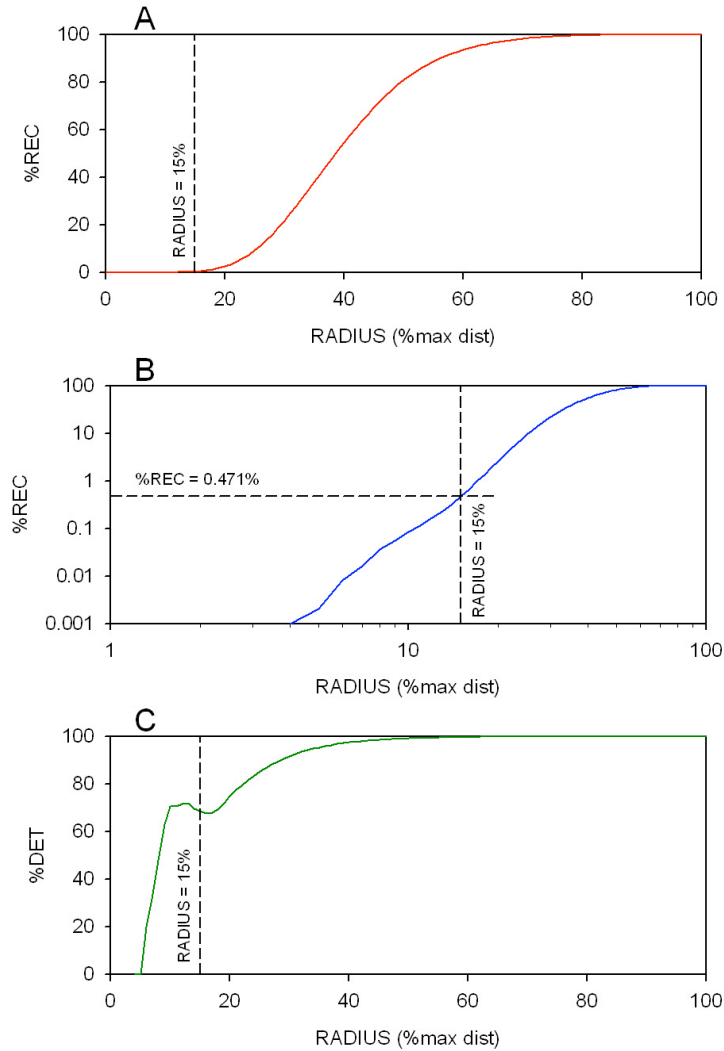 A
100
80
60
40
20
0
%REC
RADIUS = 15%
0 20 40 60 80 100
RADIUS (%max dist)
B
100
10
1
0.1
0.01
0.001
%REC
%REC = 0.471%
RADIUS = 15%
1 10 100
RADIUS (%max dist)
C
100
80
60
40
20
0
%DET
RADIUS = 15%
0 20 40 60 80 100
RADIUS (%max dist)